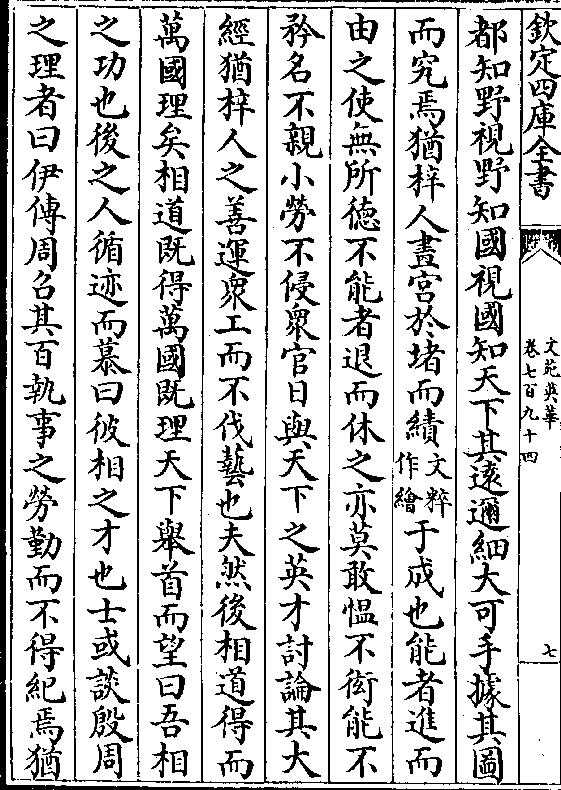 欽定四庫全書
文苑英華
卷七百九十四
七
都知野視野知國視國知天下其逺邇細大可手據其圖
而究焉猶梓人畫宮於堵而績文粹作繪于成也能者進而
由之使無所徳不能者退而休之亦莫敢愠不衒能不
矜名不親小勞不侵衆官日與天下之英才討論其大
經猶梓人之善運衆工而不伐藝也夫然後相道得而
萬國理矣相道既得萬國既理天下舉首而望曰吾相
之功也後之人循迹而慕曰彼相之才也士或談殷周
之理者曰伊傅周召其百執事之勞勤而不得紀焉猶